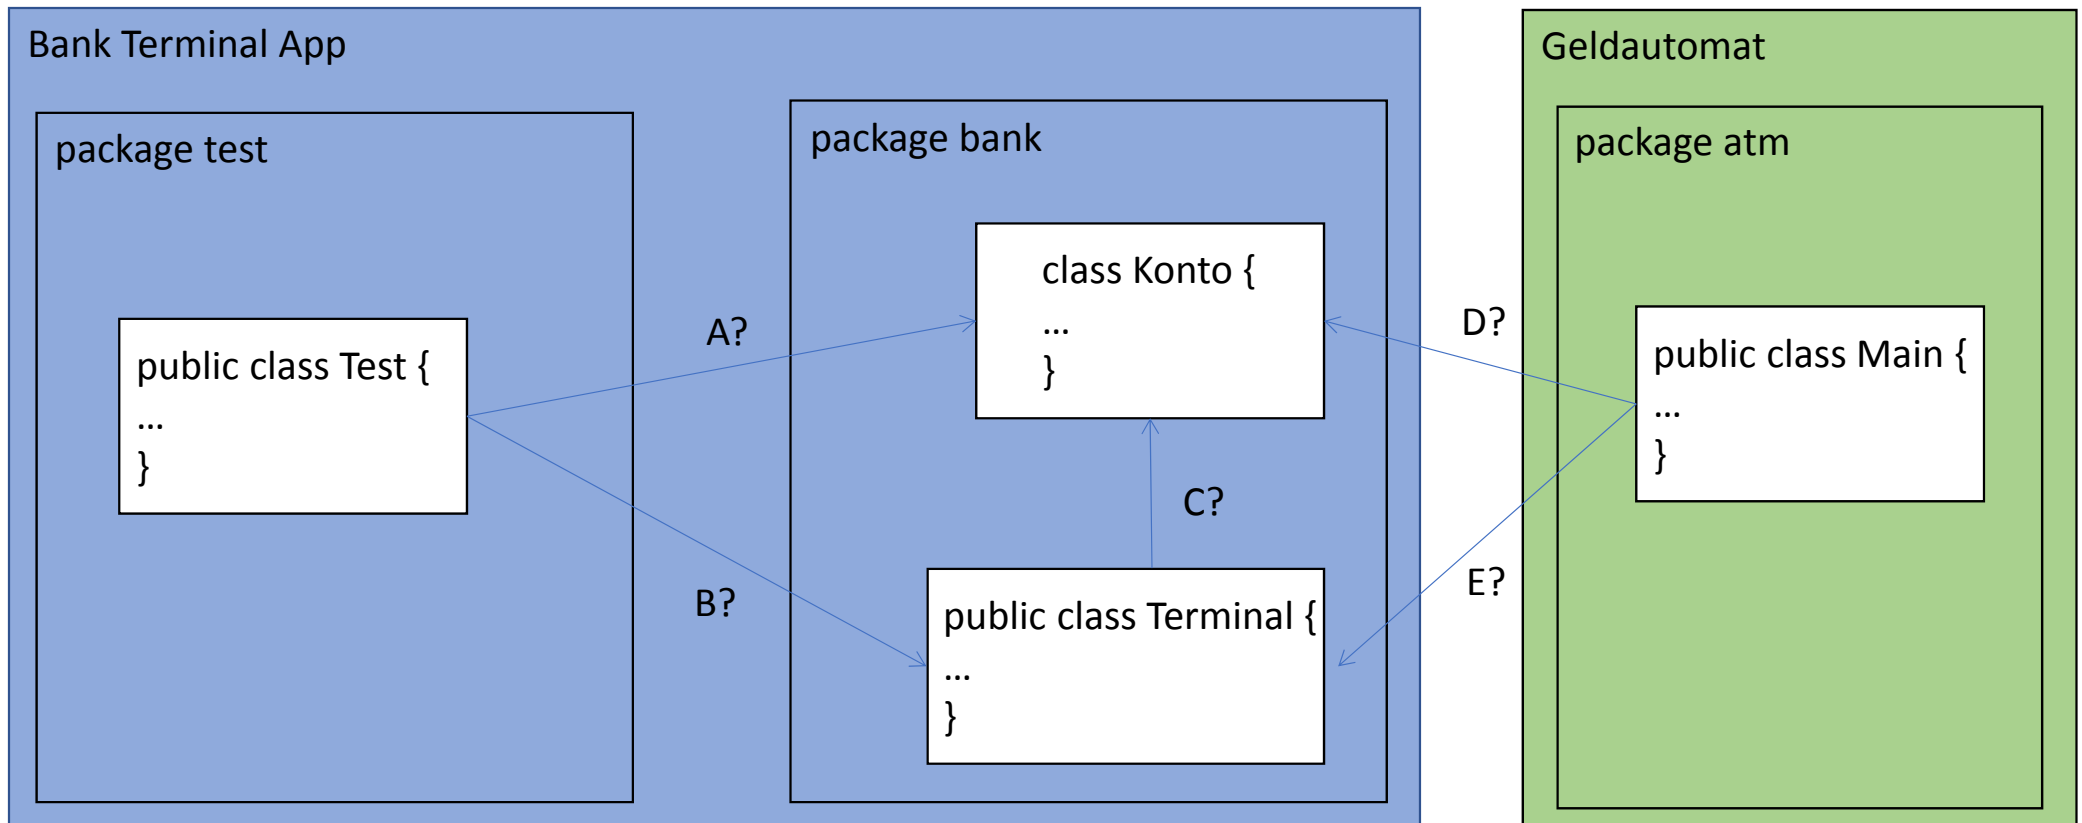 Bank Terminal App
package test
public class Test {
...
}
A?
B?
package bank
class Konto {
...
}
C?
public class Terminal {
...
}
D?
E?
Geldautomat
package atm
public class Main {
...
}